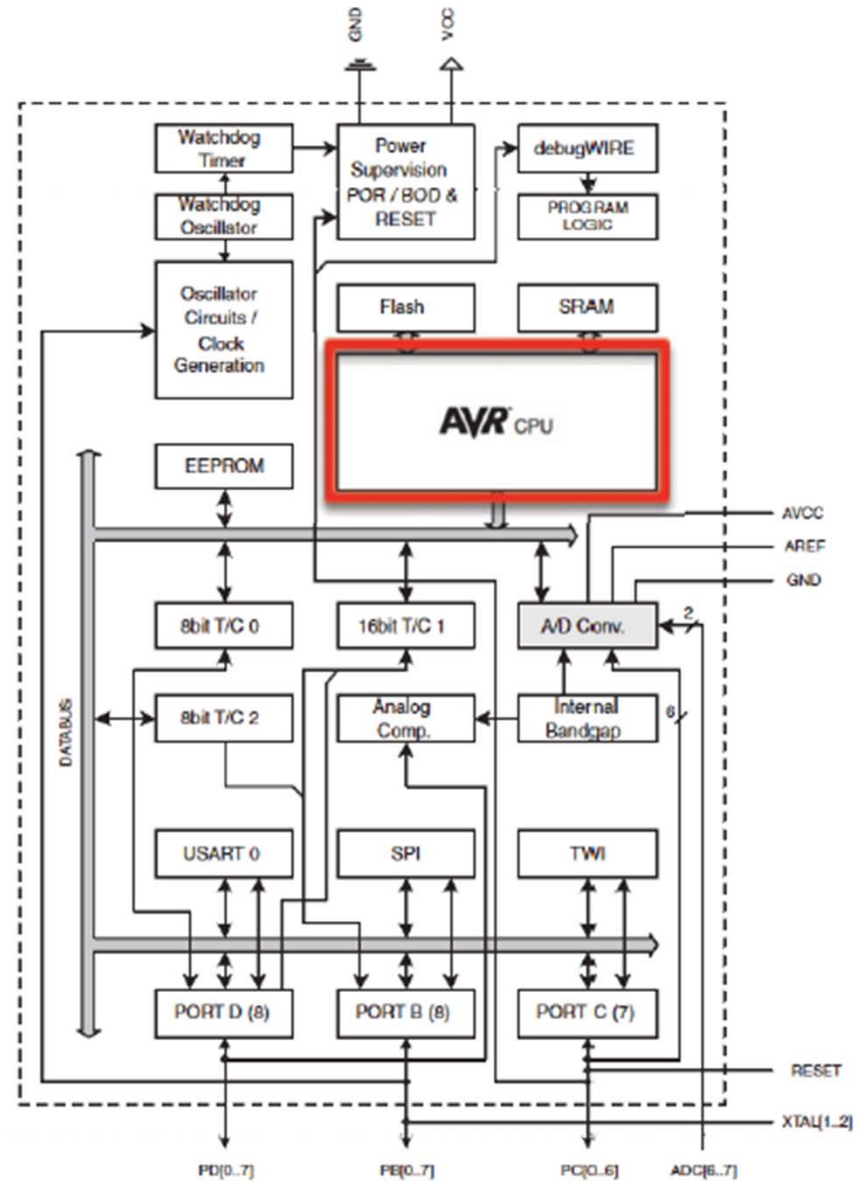 GND
VCC
Watchdog
Timer
Power
Supervision
POR / BOD &
RESET
debugWIRE
Watchdog
Oscillator
PROGRAM
LOGIC
Oscillator
Circuits /
Clock
Generation
Flash
SRAM
AVR CPU
EEPROM
AVCC
AREF
GND
8bit T/C 0
16bit T/C 1
A/D Conv.
2
8bit T/C 2
Analog
Comp.
Internal
Bandgap
6
DATABUS
USART 0
SPI
TWI
PORT D (8)
PORT B (8)
PORT C (7)
RESET
XTAL[1..2]
PD[0..7]
PB[0..7]
PC[0..6]
ADC[6..7]